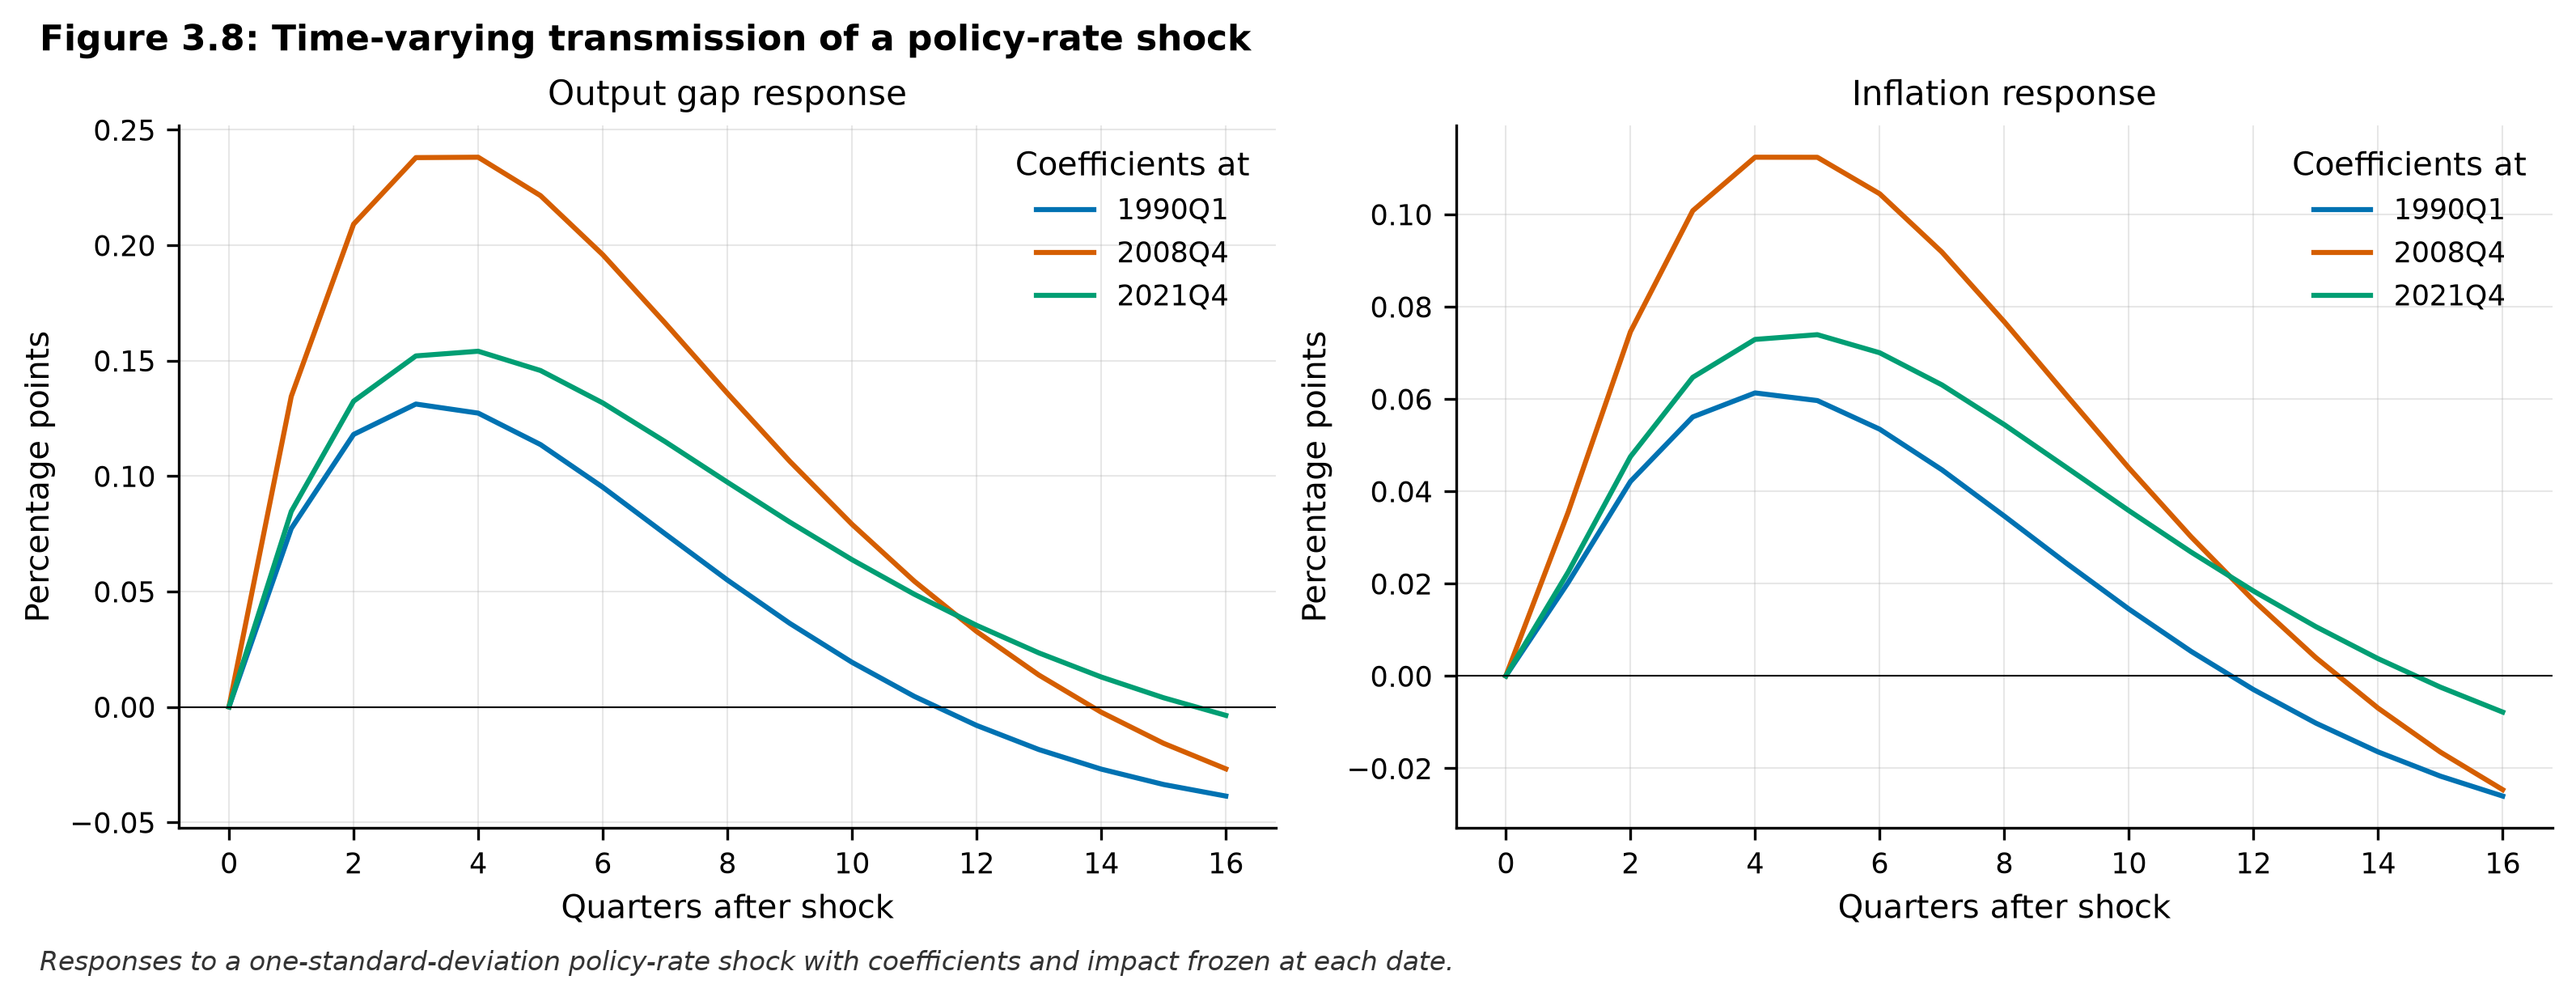 Figure 3.8: Time-varying transmission of a policy-rate shock
Output gap response
Percentage points
0.25
0.20
0.15
0.10
0.05
0.00
−0.05
Coefficients at
1990Q1
2008Q4
2021Q4
0 2 4 6 8 10 12 14 16
Quarters after shock
Inflation response
Percentage points
0.10
0.08
0.06
0.04
0.02
0.00
−0.02
Coefficients at
1990Q1
2008Q4
2021Q4
0 2 4 6 8 10 12 14 16
Quarters after shock
Responses to a one-standard-deviation policy-rate shock with coefficients and impact frozen at each date.